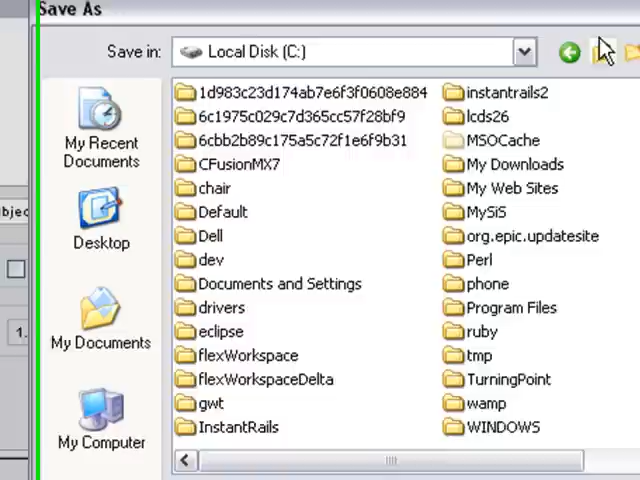 Save As
Save in:
Local Disk (C:)
My Recent
Documents
Desktop
My Documents
My Computer
1d983c23d174ab7e6f3f0608e884
6c1975c029c7d365cc57f28bf9
6cbb2b89c175a5c72f1e6f9b31
CFusionMX7
chair
Default
Dell
dev
Documents and Settings
drivers
eclipse
flexWorkspace
flexWorkspaceDelta
gwt
InstantRails
instantrails2
lcds26
MSOCache
My Downloads
My Web Sites
MySiS
org.epic.updatesite
Perl
phone
Program Files
ruby
tmp
TurningPoint
wamp
WINDOWS
bjec
1.